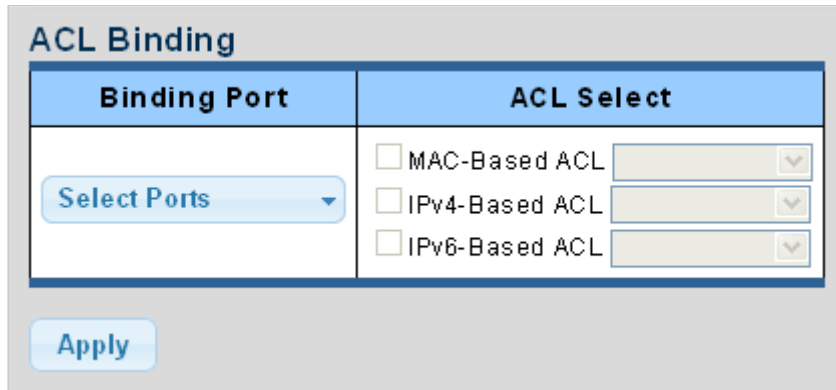 ACL Binding
Binding Port ACL Select
Select Ports
MAC-Based ACL
IPv4-Based ACL
IPv6-Based ACL
Apply